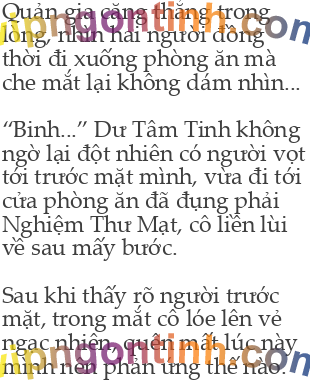 Quản gia căng thẳng trong
lòng, nhìn hai người đồng
thời đi xuống phòng ăn mà
che mắt lại không dám nhìn...
“Binh...” Dư Tâm Tinh không
ngờ lại đột nhiên có người vọt
tới trước mặt mình, vừa đi tới
cửa phòng ăn đã đụng phải
Nghiệm Thư Mạt, cô liền lùi
về sau mấy bước.
Sau khi thấy rõ người trước
mặt, trong mắt cô lóe lên vẻ
ngạc nhiên, quên mất lúc này
mình nên phản ứng thế nào.
vipngontinh.com
vipngontinh.com